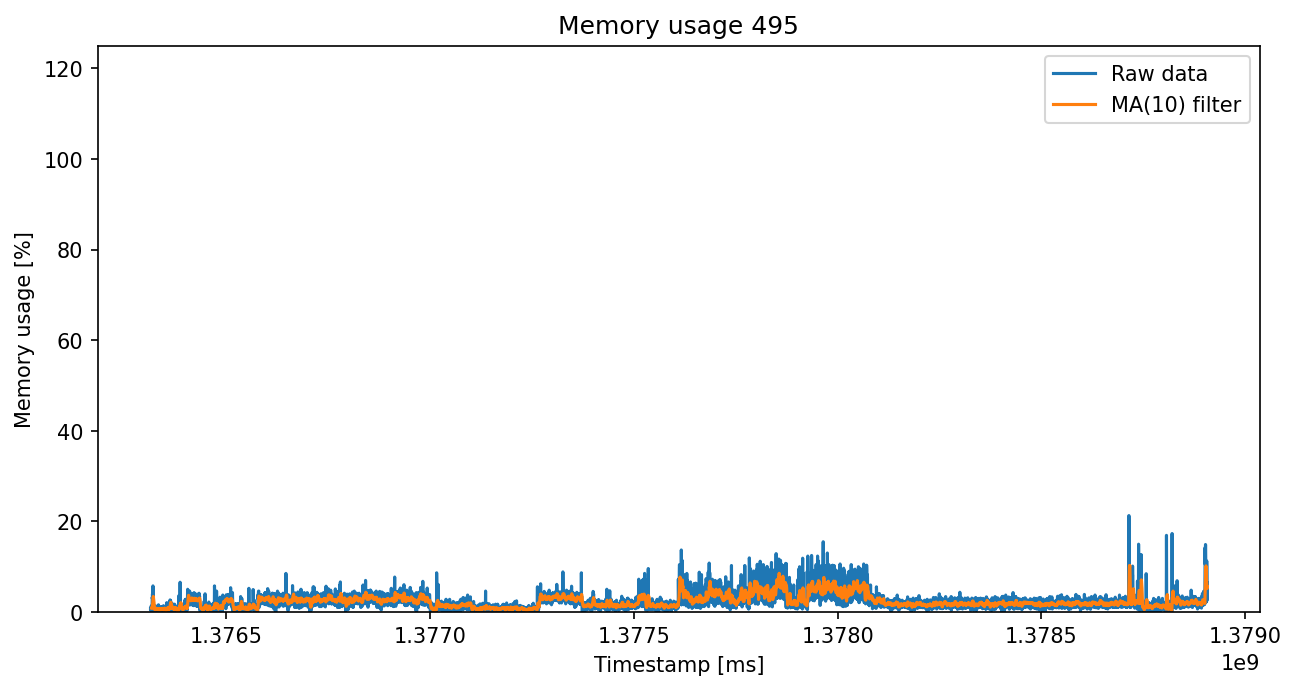 Memory usage 495
Raw data
MA(10) filter
Memory usage [%]
120
100
80
60
40
20
0
1.3765 1.3770 1.3775 1.3780 1.3785 1.3790
1e9
Timestamp [ms]